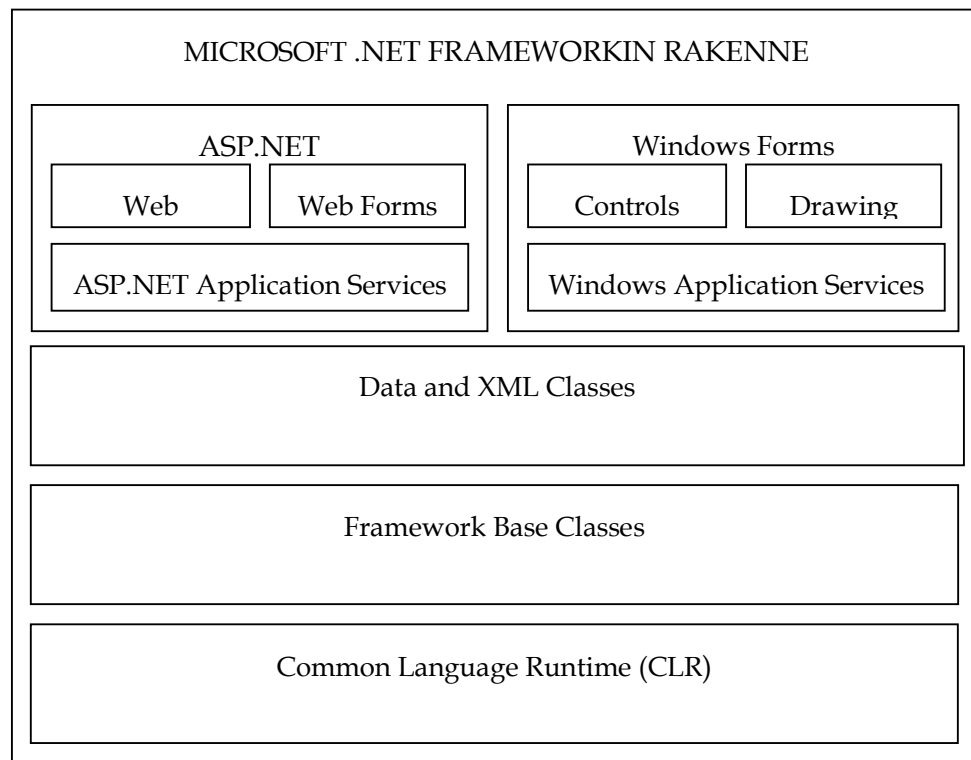 MICROSOFT .NET FRAMEWORKIN RAKENNE
ASP.NET
Web
Web Forms
ASP.NET Application Services
Windows Forms
Controls
Drawing
Windows Application Services
Data and XML Classes
Framework Base Classes
Common Language Runtime (CLR)